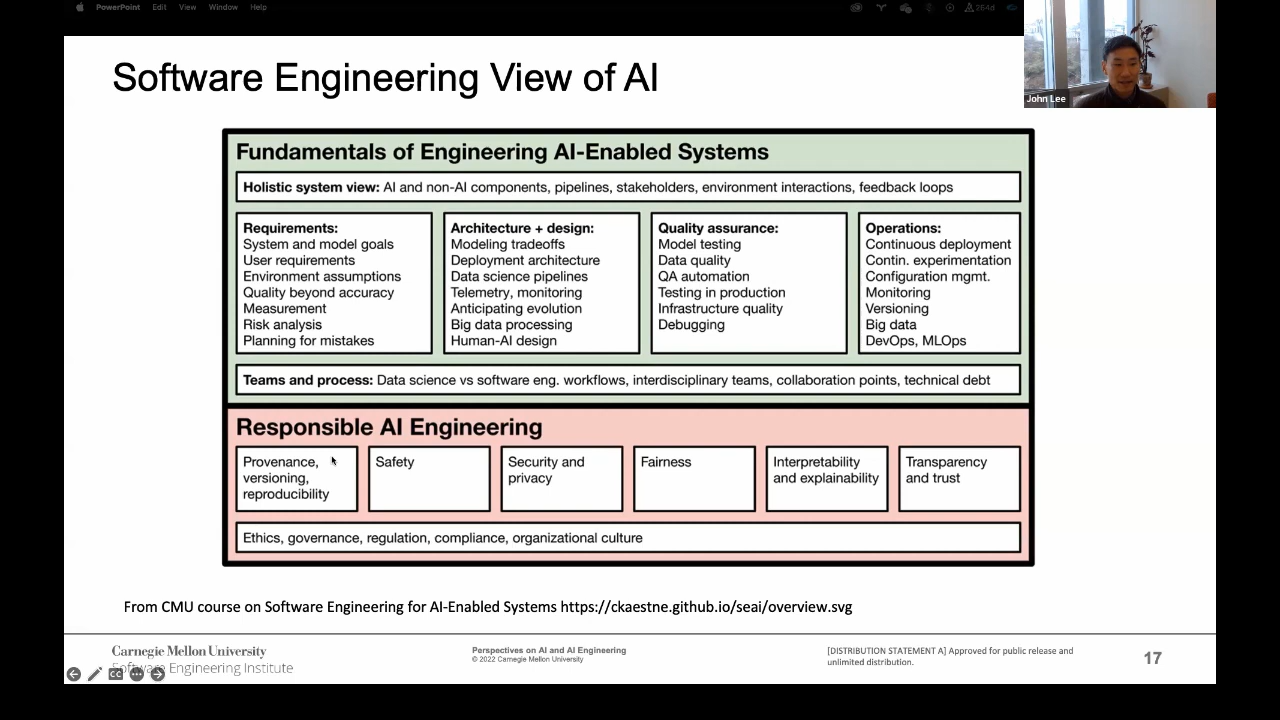 PowerPoint Edit View Window Help
Software Engineering View of AI
John Lee
Fundamentals of Engineering AI-Enabled Systems
Holistic system view: AI and non-AI components, pipelines, stakeholders, environment interactions, feedback loops
Requirements:
System and model goals
User requirements
Environment assumptions
Quality beyond accuracy
Measurement
Risk analysis
Planning for mistakes
Architecture + design:
Modeling tradeoffs
Deployment architecture
Data science pipelines
Telemetry, monitoring
Anticipating evolution
Big data processing
Human-AI design
Quality assurance:
Model testing
Data quality
QA automation
Testing in production
Infrastructure quality
Debugging
Operations:
Continuous deployment
Contin. experimentation
Configuration mgmt.
Monitoring
Versioning
Big data
DevOps, MLOps
Teams and process: Data science vs software eng. workflows, interdisciplinary teams, collaboration points, technical debt
Responsible AI Engineering
Provenance,
versioning,
reproducibility
Safety
Security and
privacy
Fairness
Interpretability
and explainability
Transparency
and trust
Ethics, governance, regulation, compliance, organizational culture
From CMU course on Software Engineering for AI-Enabled Systems https://ckaestne.github.io/seai/overview.svg
Carnegie Mellon University
Software Engineering Institute
Perspectives on AI and AI Engineering
© 2022 Carnegie Mellon University
[DISTRIBUTION STATEMENT A] Approved for public release and
unlimited distribution.
17